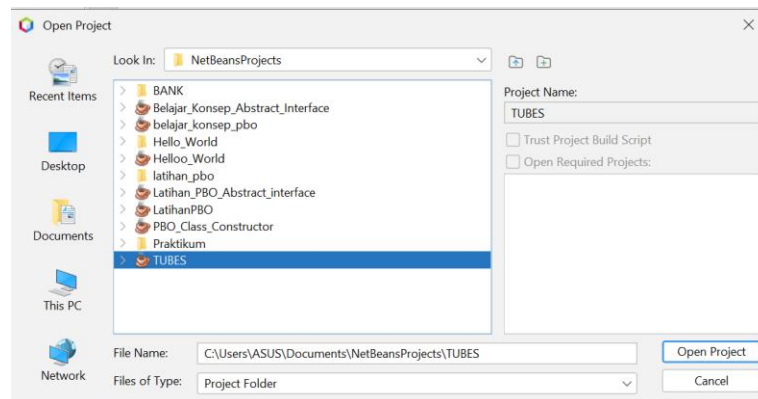 Open Project
Look In: NetBeansProjects
Recent Items
Desktop
Documents
This PC
Network
BANK
Belajar_Konsep_Abstract_Interface
belajar_konsep_pbo
Hello_World
Helloo_World
latihan_pbo
Latihan_PBO_Abstract_interface
LatihanPBO
PBO_Class_Constructor
Praktikum
TUBES
Project Name:
TUBES
Trust Project Build Script
Open Required Projects:
File Name: C:\Users\ASUS\Documents\NetBeansProjects\TUBES
Open Project
Files of Type: Project Folder
Cancel